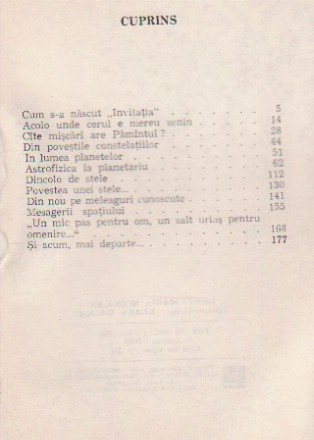 CUPRINS
Cum s-a născut „Invitația“ . . . . . 5
Acolo unde cerul e mereu senin . . . . 14
Cîte mișcări are Pămîntul ? . . . . . 28
Din poveștile constelațiilor . . . . . 44
In lumea planetelor . . . . . . 51
Astrofizica la planetariu . . . . . 62
Dincolo de stele . . . . . . 112
Povestea unei stele... . . . . . . 130
Din nou pe meleaguri cunoscute . . . . 141
Mesagerii spațiului . . . . . . 155
„Un mic pas pentru om, un salt uriaș pentru
omenire...“ . . . . . . . 168
Și acum, mai departe... . . . . . 177